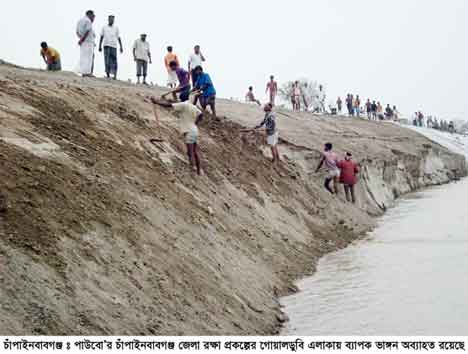 চাঁপাইনবাবগঞ্জ ঃ পাউবো'র চাঁপাইনবাবগঞ্জ জেলা রক্ষা প্রকল্পের গোয়ালডুবি এলাকায় ব্যাপক ভাঙ্গন অব্যাহত রয়েছে